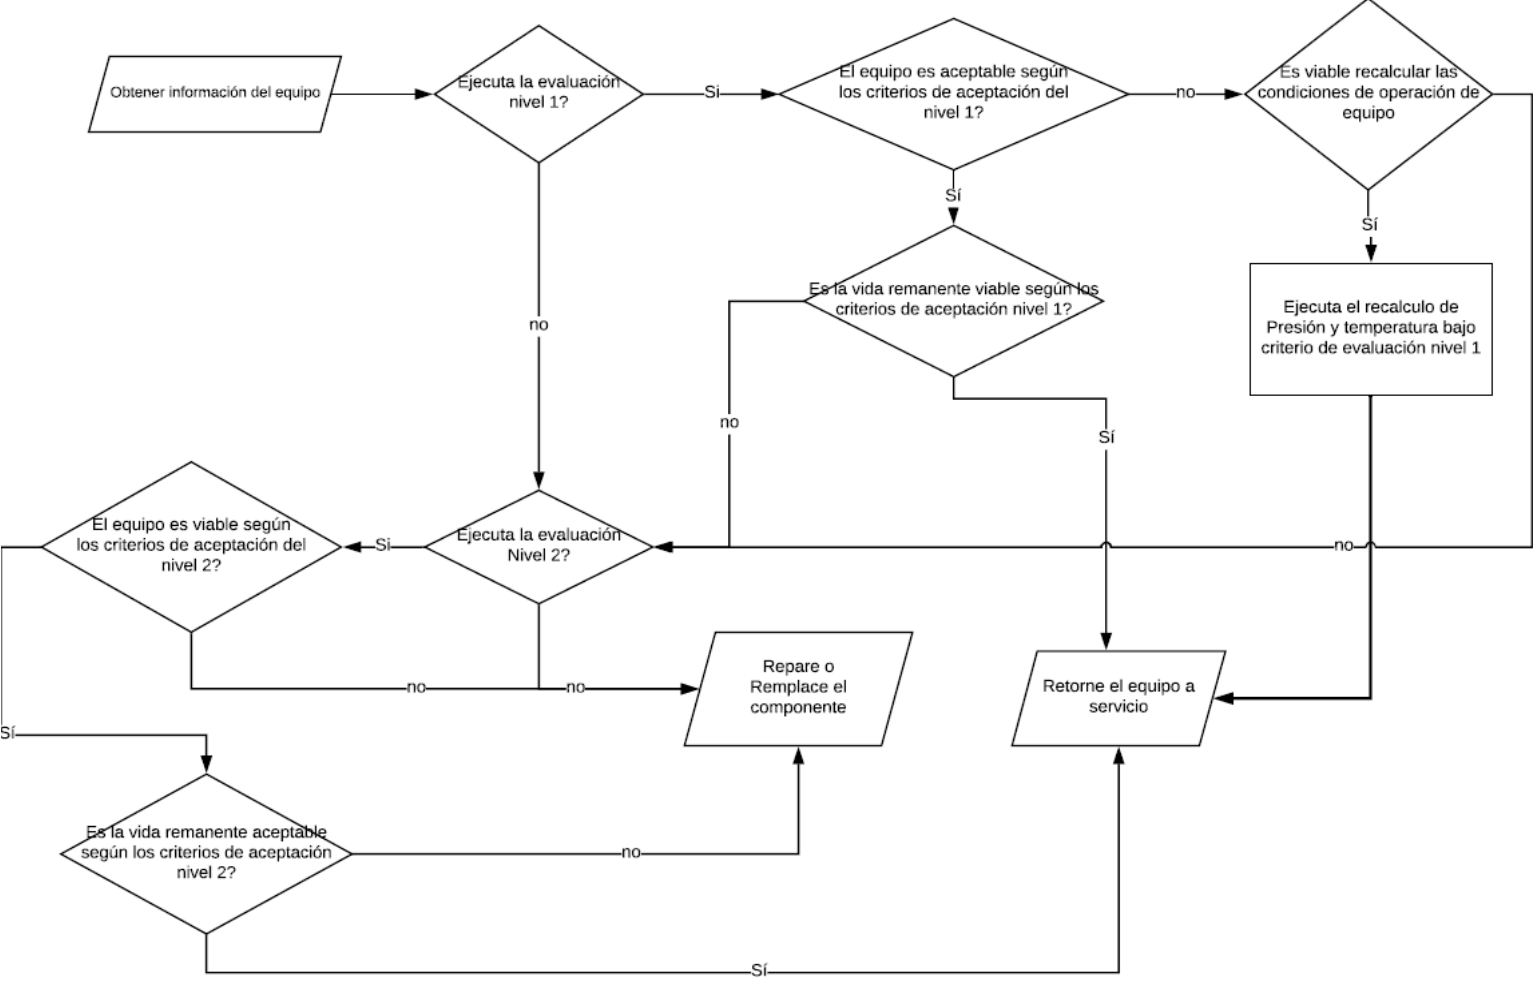 Obtener información del equipo
Ejecuta la evaluación
nivel 1?
Si
El equipo es aceptable según
los criterios de aceptación del
nivel 1?
no
Es viable recalcular las
condiciones de operación de
equipo
Sí
Sí
Es la vida remanente viable según los
criterios de aceptación nivel 1?
Ejecuta el recalculo de
Presión y temperatura bajo
criterio de evaluación nivel 1
no
no
Sí
El equipo es viable según
los criterios de aceptación del
nivel 2?
Si
Ejecuta la evaluación
Nivel 2?
no
no
no
Repare o
Remplace el
componente
Retorne el equipo a
servicio
Sí
Es la vida remanente aceptable
según los criterios de aceptación
nivel 2?
no
Sí